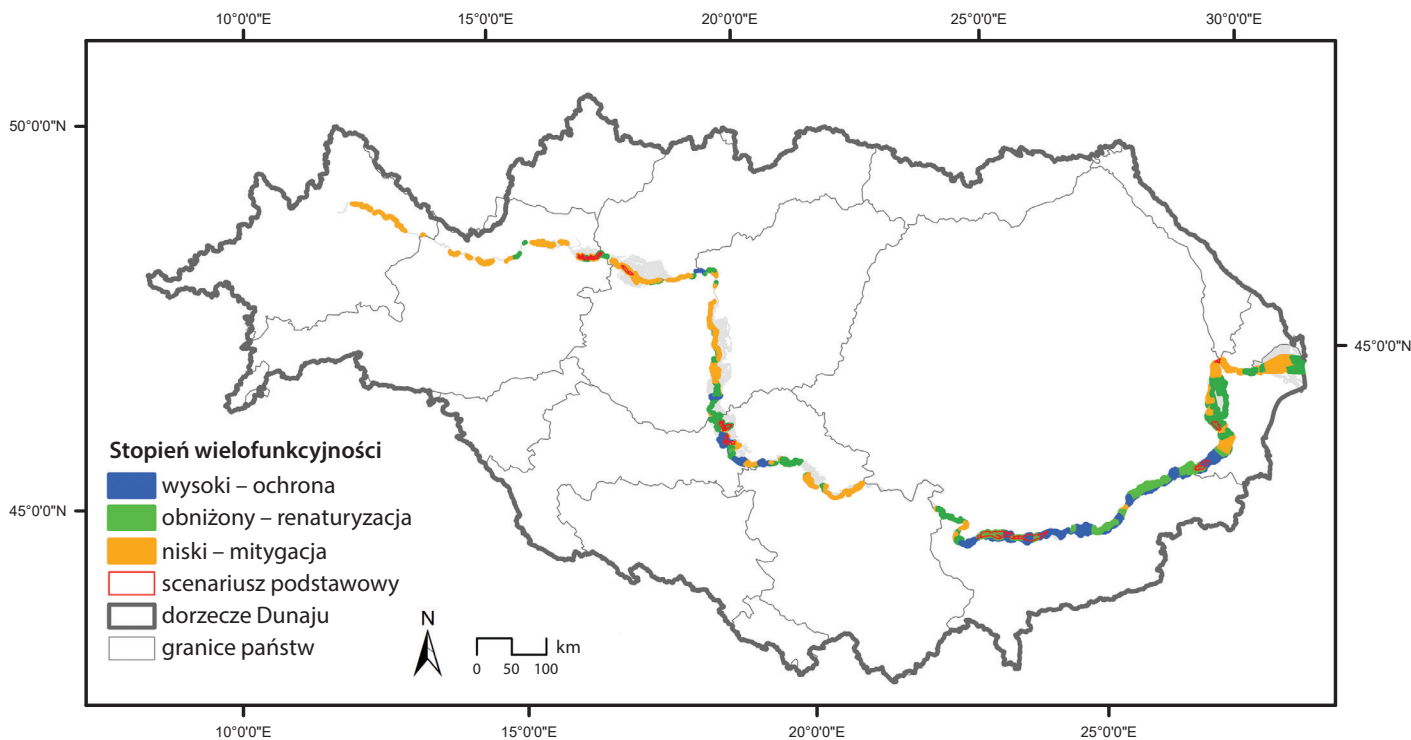 10°0'0"E 15°0'0"E 20°0'0"E 25°0'0"E 30°0'0"E
50°0'0"N
45°0'0"N
Stopień wielofunkcyjności
wysoki – ochrona
obniżony – renaturyzacja
45°0'0"N
niski – mitygacja
scenariusz podstawowy
dorzecze Dunaju
granice państw
N
km
0 50 100
10°0'0"E 15°0'0"E 20°0'0"E 25°0'0"E